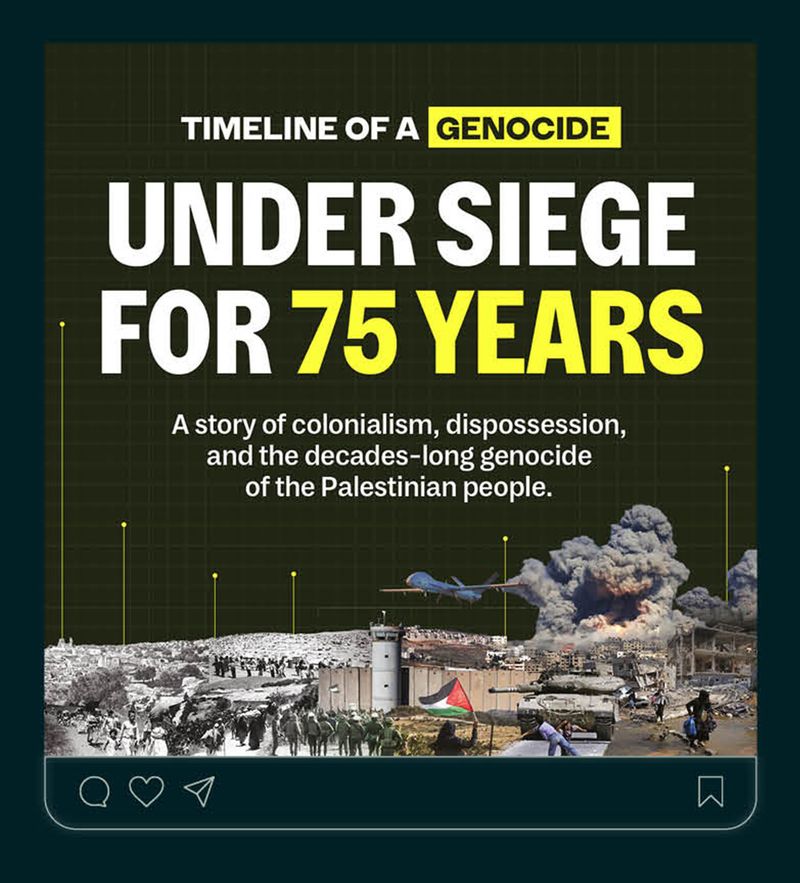 TIMELINE OF A GENOCIDE
UNDER SIEGE
FOR 75 YEARS
A story of colonialism, dispossession,
and the decades-long genocide
of the Palestinian people.